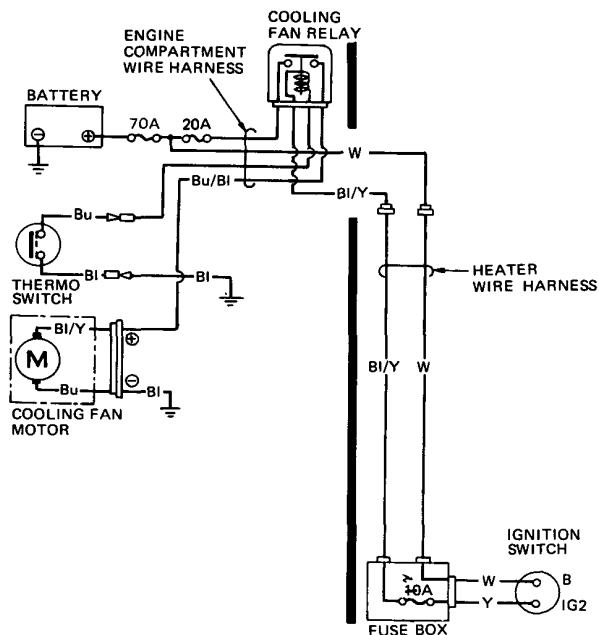 COOLING
FAN RELAY
ENGINE
COMPARTMENT
WIRE HARNESS
BATTERY
70A
20A
W
Bu/Bl
Bl/Y
Bu
Bl
Bl
THERMO
SWITCH
HEATER
WIRE HARNESS
Bl/Y
M
Bu
Bl
COOLING FAN
MOTOR
Bl/Y
W
IGNITION
SWITCH
10A
W
B
Y
IG2
FUSE BOX